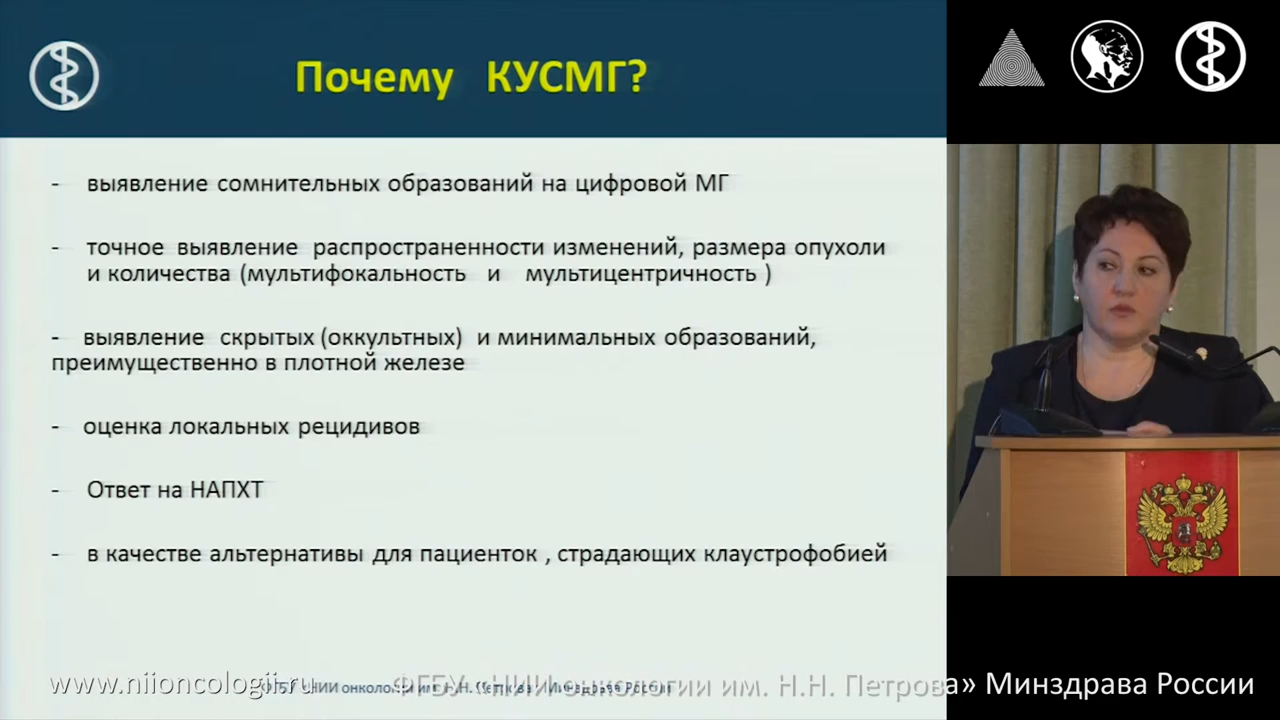 Почему КУСМГ?
- выявление сомнительных образований на цифровой МГ
- точное выявление распространенности изменений, размера опухоли
и количества (мультифокальность и мультицентричность )
- выявление скрытых (оккультных) и минимальных образований,
преимущественно в плотной железе
- оценка локальных рецидивов
- Ответ на НАПХТ
- в качестве альтернативы для пациенток , страдающих клаустрофобией
www.niioncologii.ru ФГБУ «НИИ онкологии им. Н.Н. Петрова» Минздрава России